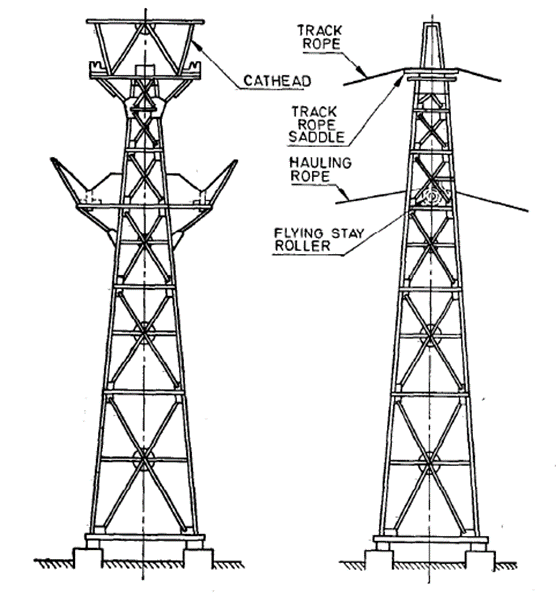 TRACK
ROPE
CATHEAD
TRACK
ROPE
SADDLE
HAULING
ROPE
FLYING STAY
ROLLER